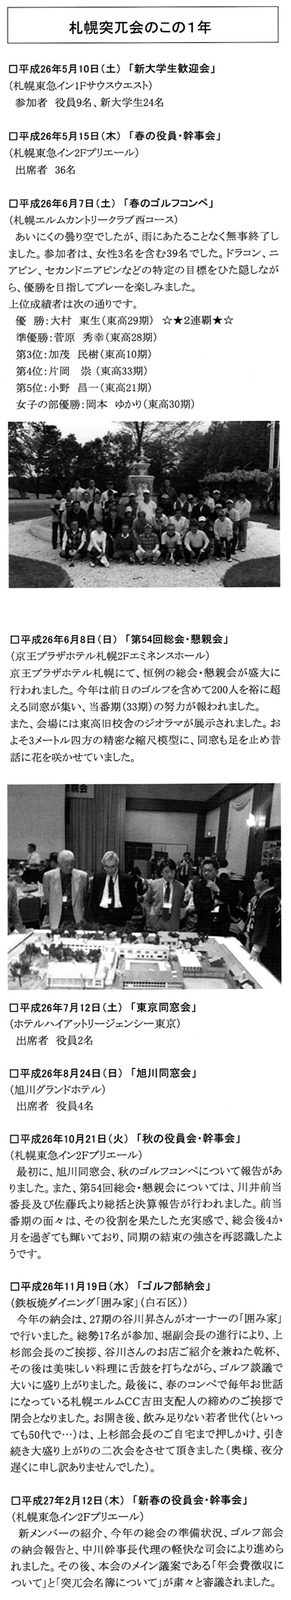 札幌突兀会のこの１年
□平成26年5月10日（土）「新大学生歓迎会」
（札幌東急イン1Fサウスウエスト）
参加者　役員9名、新大学生24名
□平成26年5月15日（木）「春の役員・幹事会」
（札幌東急イン2Fプリエール）
出席者　36名
□平成26年6月7日（土）「春のゴルフコンペ」
（札幌エルムカントリークラブ西コース）
あいにくの曇り空でしたが、雨にあたることなく無事終了し
ました。参加者は、女性3名を含む39名でした。ドラコン、ニ
アピン、セカンドニアピンなどの特定の目標をひた隠しなが
ら、優勝を目指してプレーを楽しみました。
上位成績者は次の通りです。
優　勝：大村　東生（東高29期）　☆★2連覇★☆
準優勝：菅原　秀幸（東高28期）
第3位：加茂　民樹（東高10期）
第4位：片岡　崇（東高33期）
第5位：小野　昌一（東高21期）
女子の部優勝：岡本　ゆかり（東高30期）
□平成26年6月8日（日）「第54回総会・懇親会」
（京王プラザホテル札幌2Fエミネンスホール）
京王プラザホテル札幌にて、恒例の総会・懇親会が盛大に
行われました。今年は前日のゴルフを含めて200人を裕に超
える同窓が集い、当番期（33期）の努力が報われました。
また、会場には東高旧校舎のジオラマが展示されました。お
よそ3メートル四方の精密な縮尺模型に、同窓も足を止め昔
話に花を咲かせていました。
□平成26年7月12日（土）「東京同窓会」
（ホテルハイアットリージェンシー東京）
出席者　役員2名
□平成26年8月24日（日）「旭川同窓会」
（旭川グランドホテル）
出席者　役員4名
□平成26年10月21日（火）「秋の役員会・幹事会」
（札幌東急イン2Fプリエール）
最初に、旭川同窓会、秋のゴルフコンペについて報告があ
りました。また、第54回総会・懇親会については、川井前当
番長及び佐藤氏より総括と決算報告が行われました。前当
番期の面々は、その役割を果たした充実感で、総会後4か
月を過ぎても輝いており、同期の結束の強さを再認識したよ
うです。
□平成26年11月19日（水）「ゴルフ部納会」
（鉄板焼ダイニング「囲み家」（白石区））
今年の納会は、27期の谷川昇さんがオーナーの「囲み家」
で行いました。総勢17名が参加、堀副会長の進行により、上
杉部会長のご挨拶、谷川さんのお店ご紹介を兼ねた乾杯、
その後は美味しい料理に舌鼓を打ちながら、ゴルフ談議で
大いに盛り上がりました。最後に、春のコンペで毎年お世話
になっている札幌エルムCC吉田支配人の締めのご挨拶で
閉会となりました。お開き後、飲み足りない若者世代（といっ
ても50代で…）は、上杉部会長のご自宅まで押しかけ、引き
続き大盛り上がりの二次会をさせて頂きました（奥様、夜分
遅くに申し訳ありませんでした）。
□平成27年2月12日（木）「新春の役員会・幹事会」
（札幌東急イン2Fプリエール）
新メンバーの紹介、今年の総会の準備状況、ゴルフ部会
の納会報告と、中川幹事長代理の軽快な司会により進めら
れました。その後、本会のメイン議案である「年会費徴収に
ついて」と「突兀会名簿について」が粛々と審議されました。